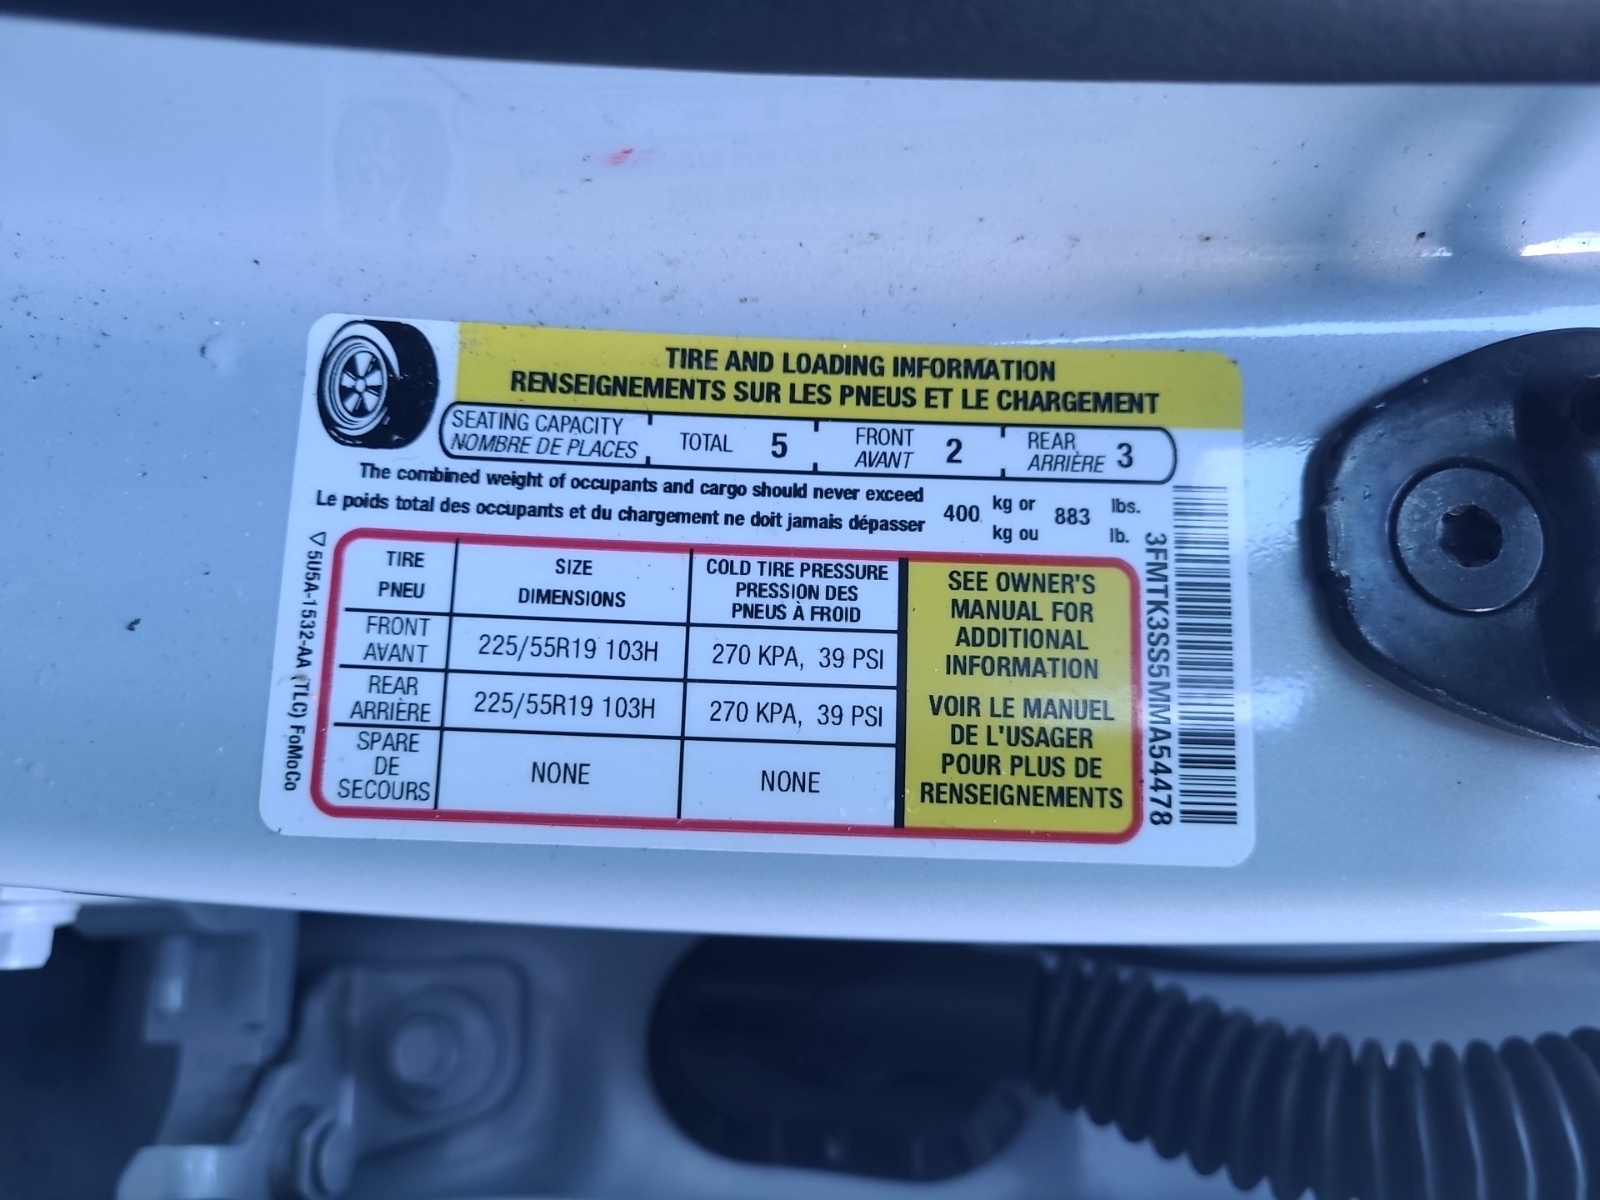 TIRE AND LOADING INFORMATION
RENSEIGNEMENTS SUR LES PNEUS ET LE CHARGEMENT
SEATING CAPACITY
NOMBRE DE PLACES
TOTAL 5
FRONT
AVANT 2
REAR
ARRIÈRE 3
The combined weight of occupants and cargo should never exceed
Le poids total des occupants et du chargement ne doit jamais dépasser
400 kg or 883 lbs.
kg ou lb.
TIRE
PNEU
SIZE
DIMENSIONS
COLD TIRE PRESSURE
PRESSION DES
PNEUS À FROID
FRONT
AVANT
225/55R19 103H
270 KPA, 39 PSI
REAR
ARRIÈRE
225/55R19 103H
270 KPA, 39 PSI
SPARE
DE
SECOURS
NONE
NONE
SEE OWNER'S
MANUAL FOR
ADDITIONAL
INFORMATION
VOIR LE MANUEL
DE L'USAGER
POUR PLUS DE
RENSEIGNEMENTS
5U5A-1532-AA (TLC) FoMoCo
3FMTK3SS5MMA54478